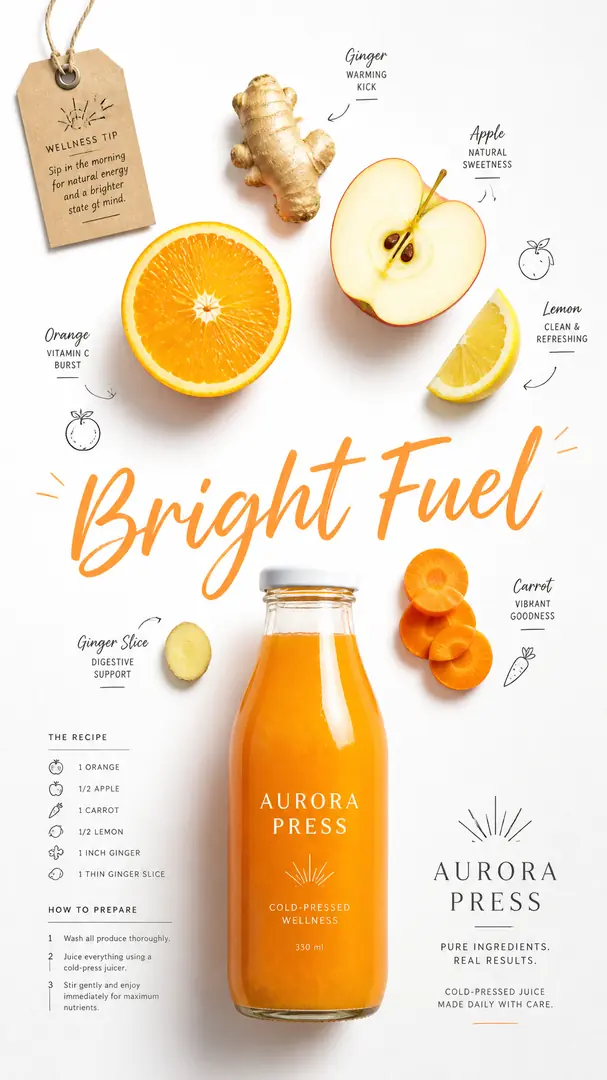 WELLNESS TIP
Sip in the morning
for natural energy
and a brighter
state gt mind.
Ginger
WARMING
KICK
Apple
NATURAL
SWEETNESS
Lemon
CLEAN &
REFRESHING
Orange
VITAMIN C
BURST
Bright Fuel
Carrot
VIBRANT
GOODNESS
Ginger Slice
DIGESTIVE
SUPPORT
THE RECIPE
1 ORANGE
1/2 APPLE
1 CARROT
1/2 LEMON
1 INCH GINGER
1 THIN GINGER SLICE
HOW TO PREPARE
1 Wash all produce thoroughly.
2 Juice everything using a
cold-press juicer.
3 Stir gently and enjoy
immediately for maximum
nutrients.
AURORA
PRESS
COLD-PRESSED
WELLNESS
330 ml
AURORA
PRESS
PURE INGREDIENTS.
REAL RESULTS.
COLD-PRESSED JUICE
MADE DAILY WITH CARE.